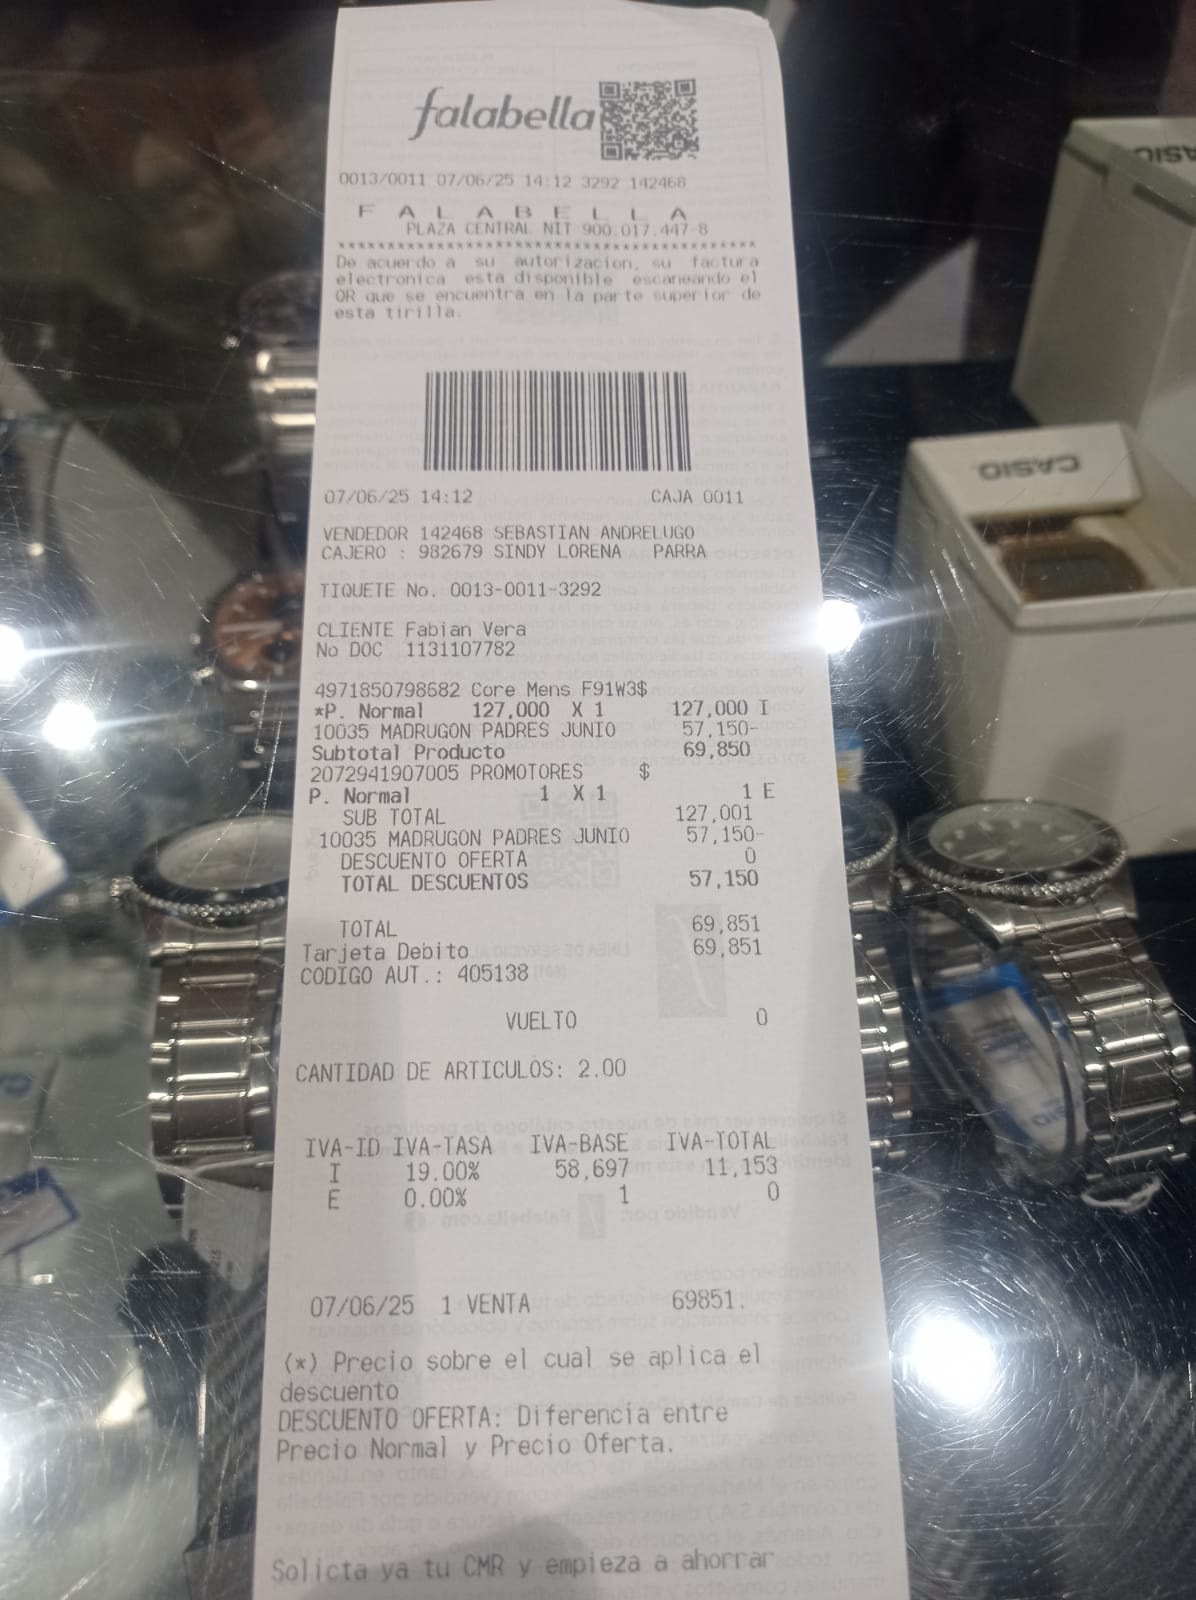 falabella
0013/0011 07/06/25 14:12 3292 142468
F A L A B E L L A
PLAZA CENTRAL NIT 900.017.447-8
************************************************
De acuerdo a su autorizacion, su factura
electronica esta disponible escaneando el
QR que se encuentra en la parte superior de
esta tirilla.
07/06/25 14:12 CAJA 0011
VENDEDOR 142468 SEBASTIAN ANDRELUGO
CAJERO : 982679 SINDY LORENA PARRA
TIQUETE No. 0013-0011-3292
CLIENTE Fabian Vera
No DOC 1131107782
4971850798682 Core Mens F91W3$
*P. Normal 127,000 X 1 127,000 I
10035 MADRUGON PADRES JUNIO 57,150-
Subtotal Producto 69,850
2072941907005 PROMOTORES $
P. Normal 1 X 1 1 E
SUB TOTAL 127,001
10035 MADRUGON PADRES JUNIO 57,150-
DESCUENTO OFERTA 0
TOTAL DESCUENTOS 57,150
TOTAL 69,851
Tarjeta Debito 69,851
CODIGO AUT.: 405138
VUELTO 0
CANTIDAD DE ARTICULOS: 2.00
IVA-ID IVA-TASA IVA-BASE IVA-TOTAL
I 19.00% 58,697 11,153
E 0.00% 1 0
07/06/25 1 VENTA 69851.
(*) Precio sobre el cual se aplica el
descuento
DESCUENTO OFERTA: Diferencia entre
Precio Normal y Precio Oferta.
Solicta ya tu CMR y empieza a ahorrar
CASIO
CASIO